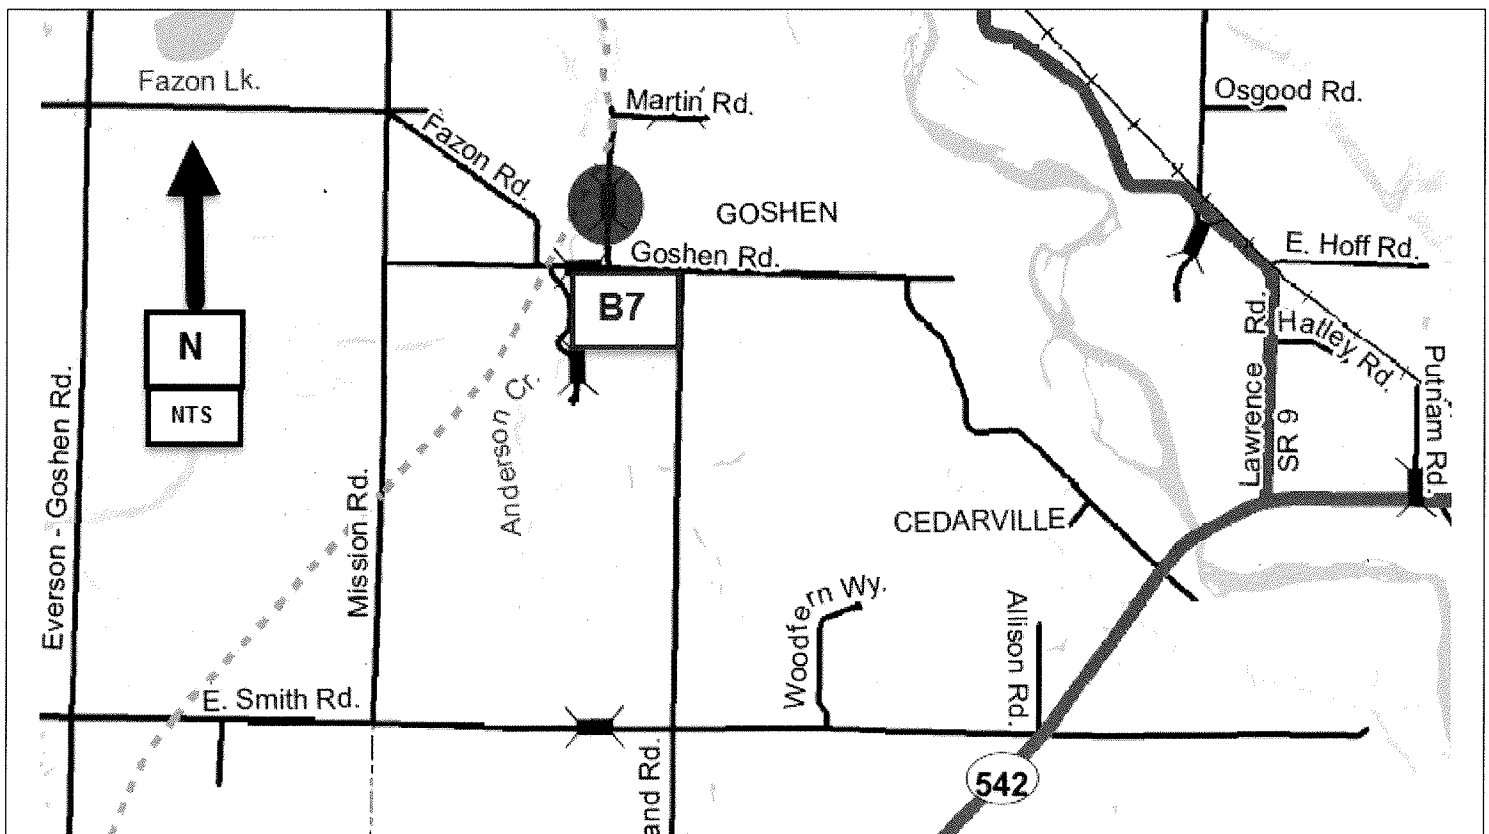 Fazon Lk.
Martin Rd.
Osgood Rd.
Fazon Rd.
GOSHEN
Goshen Rd.
E. Hoff Rd.
B7
N
NTS
Hatley Rd.
Lawrence Rd.
SR 9
Putnam Rd.
Anderson Cr.
Everson - Goshen Rd.
Mission Rd.
CEDARVILLE
Woodfern Wy.
Allison Rd.
E. Smith Rd.
and Rd.
542